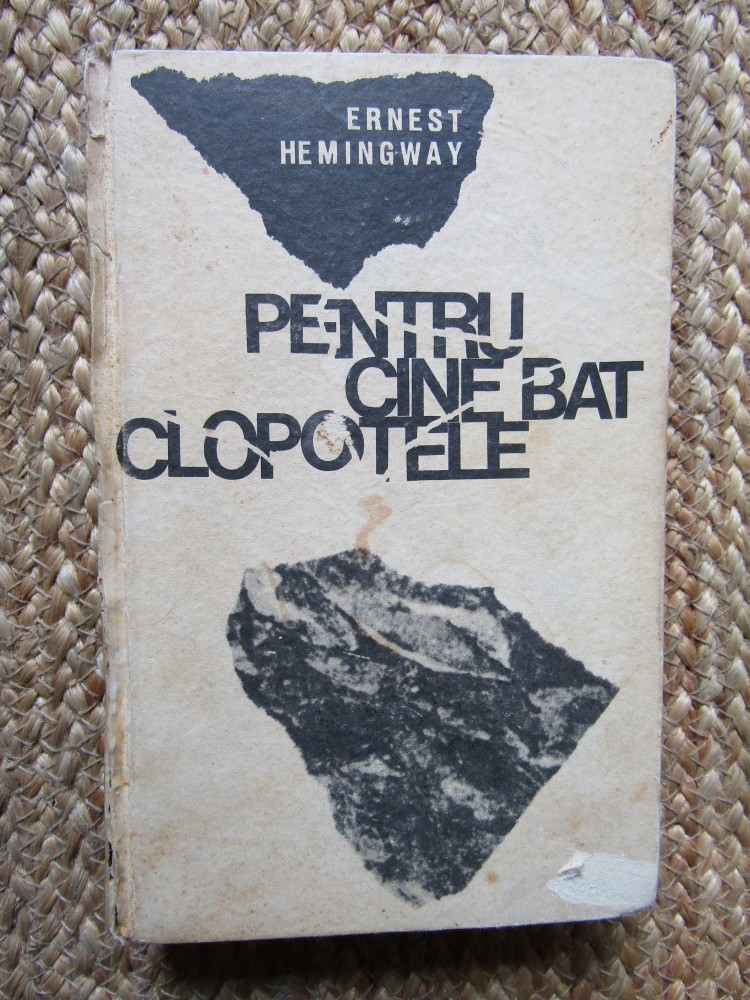 ERNEST
HEMINGWAY
PENTRU
CINE BAT
CLOPOTELE